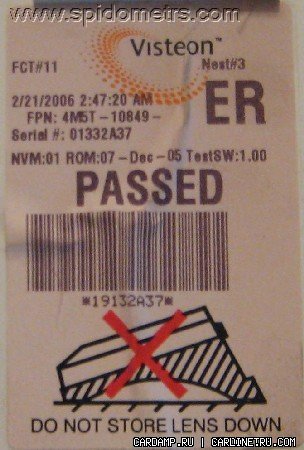 www.spidometrs.com
Visteon™
FCT#11 Nest#3
2/21/2006 2:47:20 AM
ER
FPN: 4M5T-10849-
Serial #: 01332A37
NVM:01 ROM:07-Dec-05 TestSW:1.00
PASSED
*19132A37*
DO NOT STORE LENS DOWN
CARDAMP.RU | CARDINETRU.COM